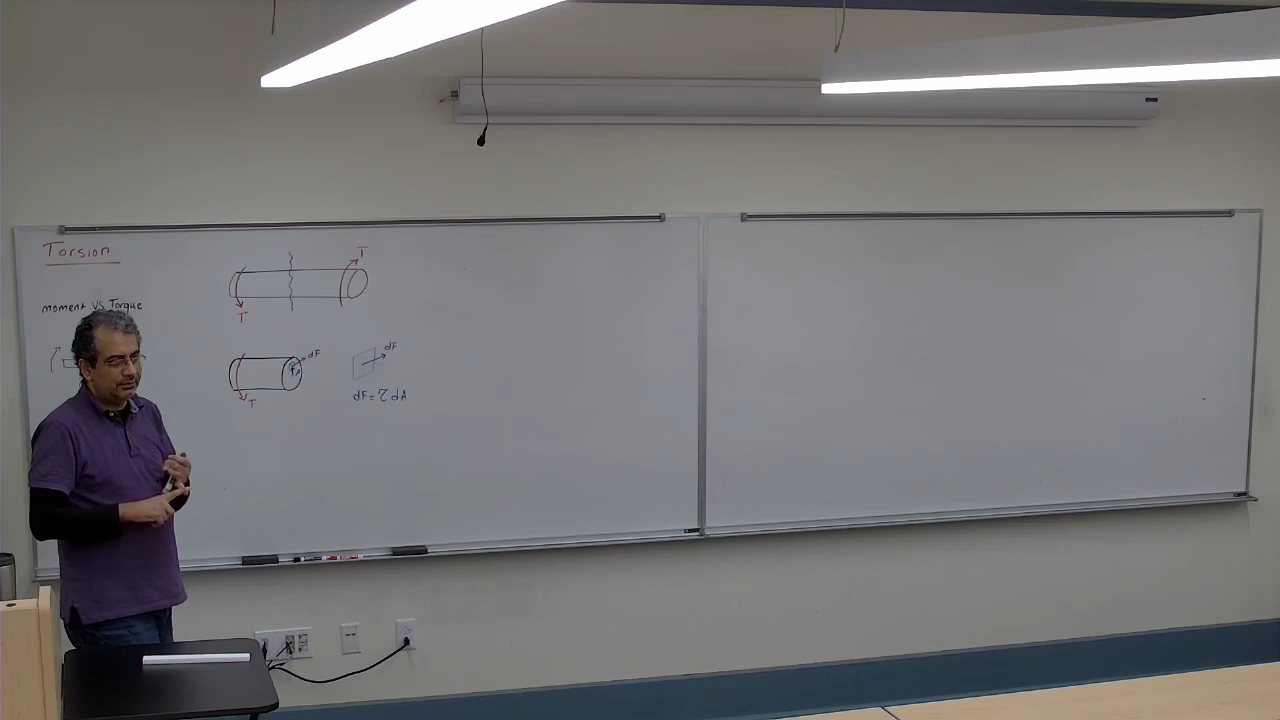 Torsion
moment VS Torque
T
T
dF
T
dF
dF = τ dA